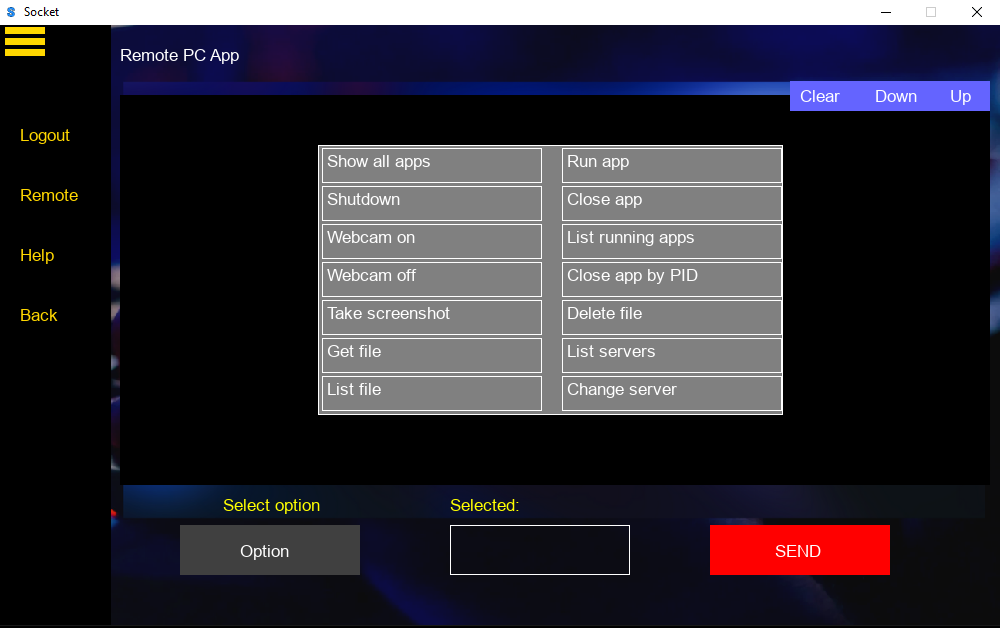 Socket
Remote PC App
Clear Down Up
Logout
Remote
Help
Back
Show all apps Run app
Shutdown Close app
Webcam on List running apps
Webcam off Close app by PID
Take screenshot Delete file
Get file List servers
List file Change server
Select option Selected:
Option SEND